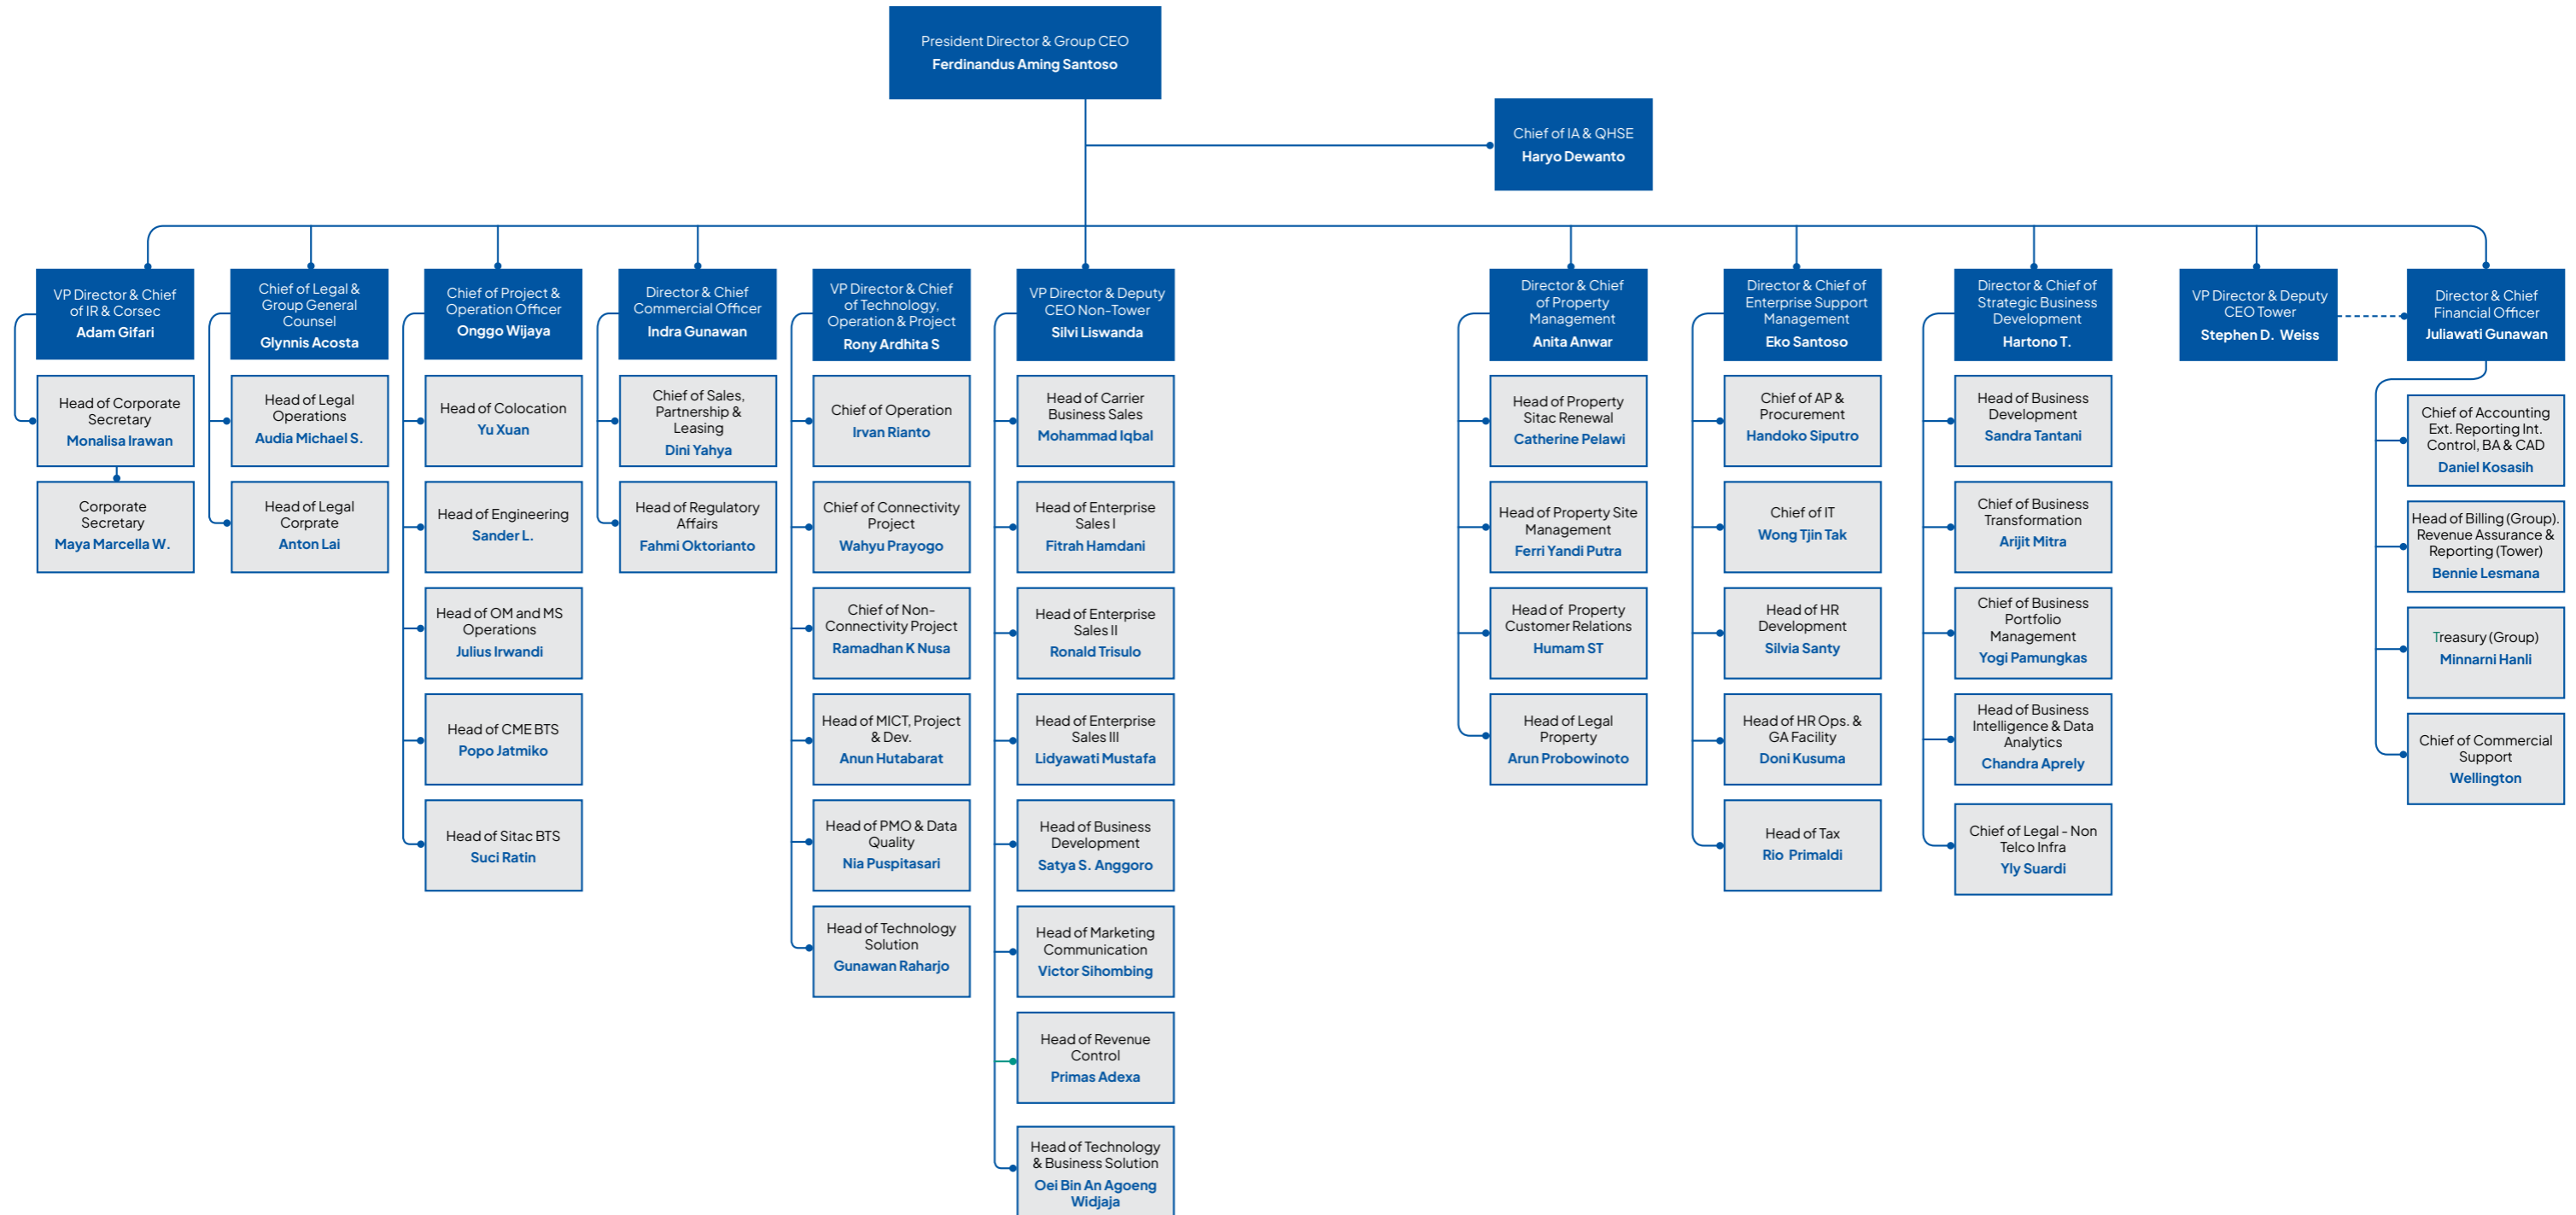 President Director & Group CEO
Ferdinandus Aming Santoso
Chief of IA & QHSE
Haryo Dewanto
VP Director & Chief
of IR & Corsec
Adam Gifari
Head of Corporate
Secretary
Monalisa Irawan
Corporate
Secretary
Maya Marcella W.
Chief of Legal &
Group General
Counsel
Glynnis Acosta
Head of Legal
Operations
Audia Michael S.
Head of Legal
Corprate
Anton Lai
Chief of Project &
Operation Officer
Onggo Wijaya
Head of Colocation
Yu Xuan
Head of Engineering
Sander L.
Head of OM and MS
Operations
Julius Irwandi
Head of CME BTS
Popo Jatmiko
Head of Sitac BTS
Suci Ratin
Director & Chief
Commercial Officer
Indra Gunawan
Chief of Sales,
Partnership &
Leasing
Dini Yahya
Head of Regulatory
Affairs
Fahmi Oktorianto
VP Director & Chief
of Technology,
Operation & Project
Rony Ardhita S
Chief of Operation
Irvan Rianto
Chief of Connectivity
Project
Wahyu Prayogo
Chief of Non-
Connectivity Project
Ramadhan K Nusa
Head of MICT, Project
& Dev.
Anun Hutabarat
Head of PMO & Data
Quality
Nia Puspitasari
Head of Technology
Solution
Gunawan Raharjo
VP Director & Deputy
CEO Non-Tower
Silvi Liswanda
Head of Carrier
Business Sales
Mohammad Iqbal
Head of Enterprise
Sales I
Fitrah Hamdani
Head of Enterprise
Sales II
Ronald Trisulo
Head of Enterprise
Sales III
Lidyawati Mustafa
Head of Business
Development
Satya S. Anggoro
Head of Marketing
Communication
Victor Sihombing
Head of Revenue
Control
Primas Adexa
Head of Technology
& Business Solution
Oei Bin An Agoeng
Widjaja
Director & Chief
of Property
Management
Anita Anwar
Head of Property
Sitac Renewal
Catherine Pelawi
Head of Property Site
Management
Ferri Yandi Putra
Head of Property
Customer Relations
Humam ST
Head of Legal
Property
Arun Probowinoto
Director & Chief of
Enterprise Support
Management
Eko Santoso
Chief of AP &
Procurement
Handoko Siputro
Chief of IT
Wong Tjin Tak
Head of HR
Development
Silvia Santy
Head of HR Ops. &
GA Facility
Doni Kusuma
Head of Tax
Rio Primaldi
Director & Chief of
Strategic Business
Development
Hartono T.
Head of Business
Development
Sandra Tantani
Chief of Business
Transformation
Arijit Mitra
Chief of Business
Portfolio
Management
Yogi Pamungkas
Head of Business
Intelligence & Data
Analytics
Chandra Aprely
Chief of Legal - Non
Telco Infra
Yly Suardi
VP Director & Deputy
CEO Tower
Stephen D. Weiss
Director & Chief
Financial Officer
Juliawati Gunawan
Chief of Accounting
Ext. Reporting Int.
Control, BA & CAD
Daniel Kosasih
Head of Billing (Group).
Revenue Assurance &
Reporting (Tower)
Bennie Lesmana
Treasury (Group)
Minnarni Hanli
Chief of Commercial
Support
Wellington